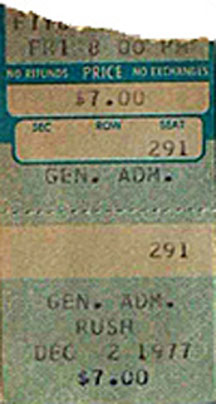 FRI 8 00 PM
NO REFUNDS PRICE NO EXCHANGES
$7.00
SEC ROW SEAT
291
GEN. ADM.
291
GEN. ADM.
RUSH
DEC 2 1977
$7.00